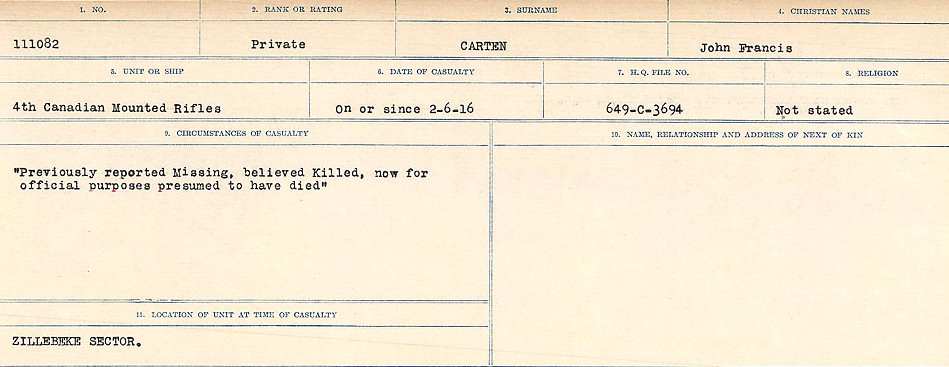 1. NO.
2. RANK OR RATING
3. SURNAME
4. CHRISTIAN NAMES
111082
Private
CARTEN
John Francis
5. UNIT OR SHIP
6. DATE OF CASUALTY
7. H.Q. FILE NO.
8. RELIGION
4th Canadian Mounted Rifles
On or since 2-6-16
649-C-3694
Not stated
9. CIRCUMSTANCES OF CASUALTY
"Previously reported Missing, believed Killed, now for
official purposes presumed to have died"
10. NAME, RELATIONSHIP AND ADDRESS OF NEXT OF KIN
11. LOCATION OF UNIT AT TIME OF CASUALTY
ZILLEBEKE SECTOR.